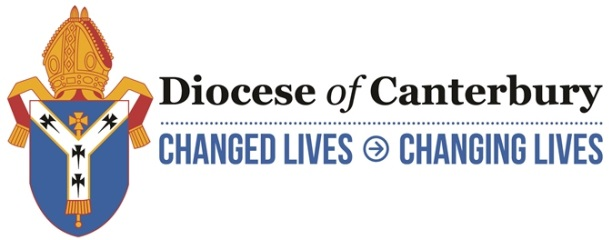 Diocese of Canterbury
CHANGED LIVES → CHANGING LIVES